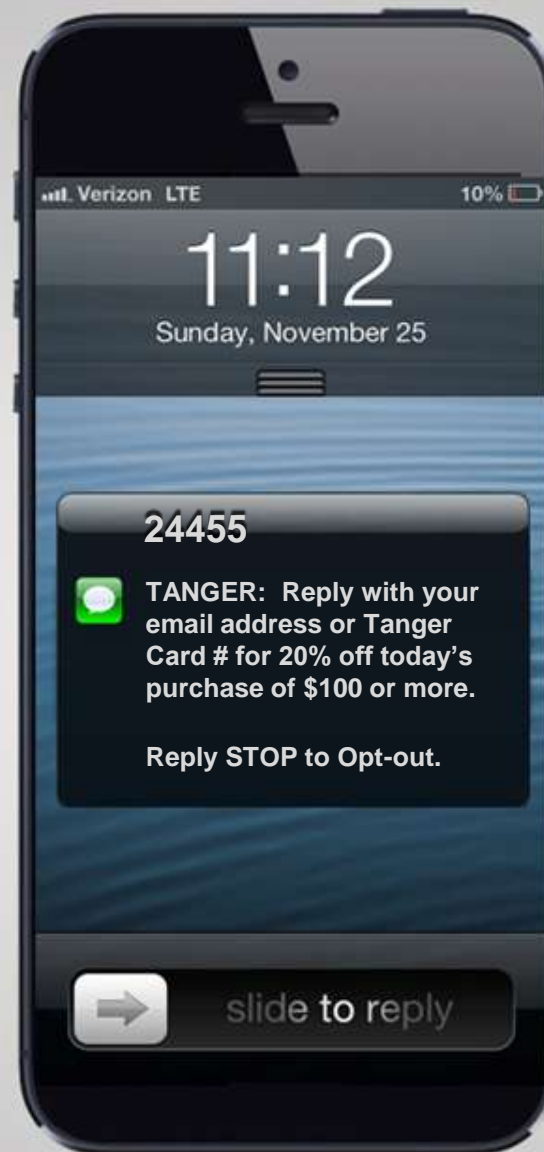 Verizon LTE 10%
11:12
Sunday, November 25
24455
TANGER: Reply with your
email address or Tanger
Card # for 20% off today's
purchase of $100 or more.
Reply STOP to Opt-out.
slide to reply